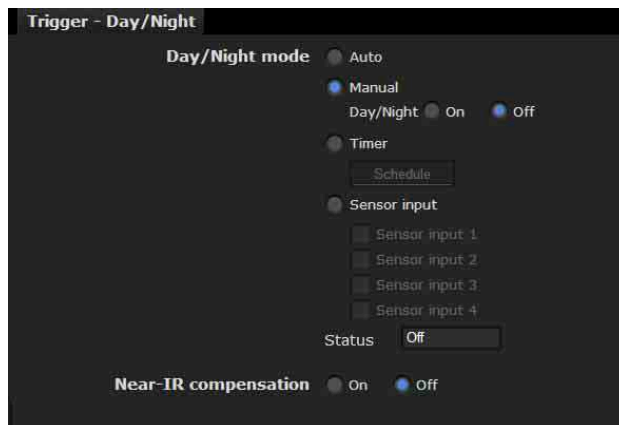 Trigger - Day/Night
Day/Night mode Auto
Manual
Day/Night On Off
Timer
Schedule
Sensor input
Sensor input 1
Sensor input 2
Sensor input 3
Sensor input 4
Status Off
Near-IR compensation On Off